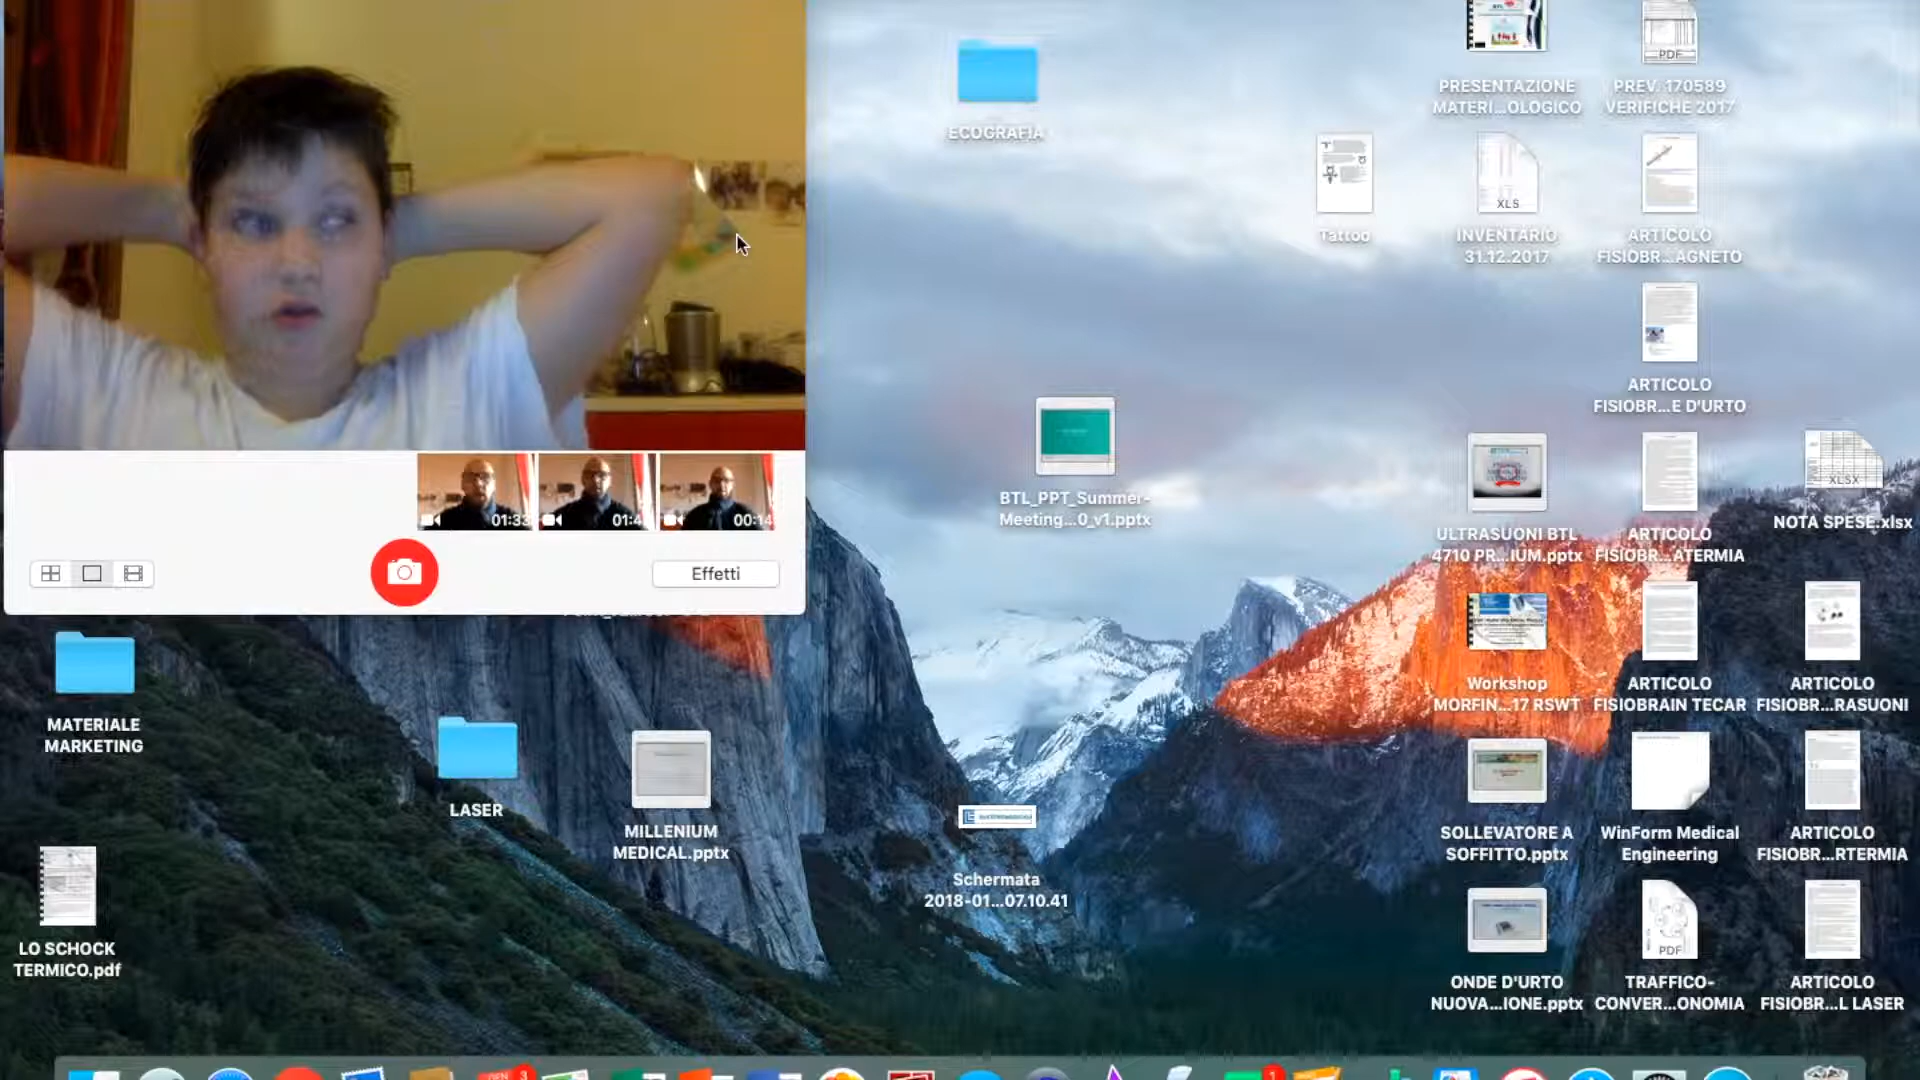 ECOGRAFIA
PRESENTAZIONE
MATERI...OLOGICO
PDF
PREV. 170589
VERIFICHE 2017
Tattoo
XLS
INVENTARIO
31.12.2017
ARTICOLO
FISIOBR...AGNETO
ARTICOLO
FISIOBR...E D'URTO
BTL_PPT_Summer-
Meeting...0_v1.pptx
ULTRASUONI BTL
4710 PR...IUM.pptx
ARTICOLO
FISIOBR...ATERMIA
XLSX
NOTA SPESE.xlsx
01:33
01:4
00:14
Effetti
Workshop
MORFIN...17 RSWT
ARTICOLO
FISIOBRAIN TECAR
ARTICOLO
FISIOBR...RASUONI
MATERIALE
MARKETING
LASER
MILLENIUM
MEDICAL.pptx
Schermata
2018-01...07.10.41
SOLLEVATORE A
SOFFITTO.pptx
WinForm Medical
Engineering
ARTICOLO
FISIOBR...RTERMIA
LO SCHOCK
TERMICO.pdf
ONDE D'URTO
NUOVA...IONE.pptx
PDF
TRAFFICO-
CONVER...ONOMIA
ARTICOLO
FISIOBR...L LASER
3
1